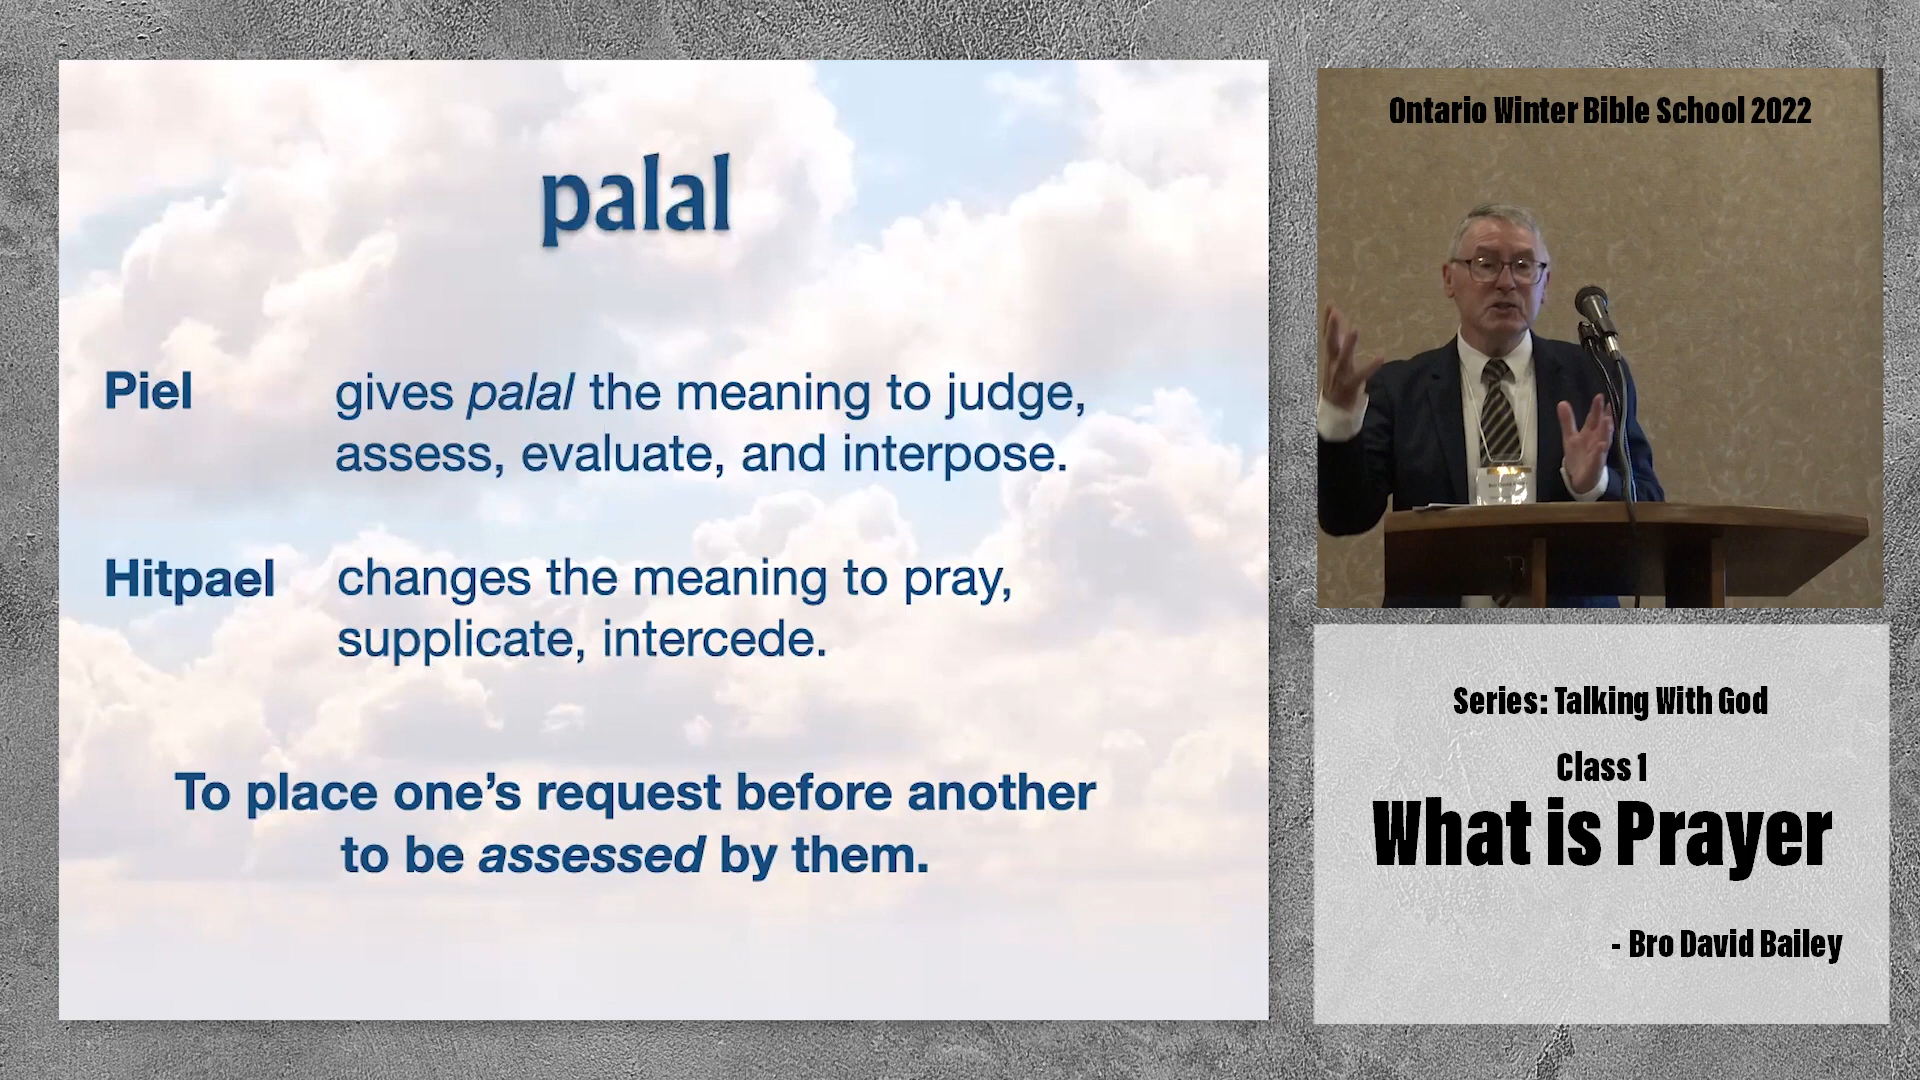 palal
Piel gives palal the meaning to judge,
assess, evaluate, and interpose.
Hitpael changes the meaning to pray,
supplicate, intercede.
To place one’s request before another
to be assessed by them.
Ontario Winter Bible School 2022
Series: Talking With God
Class 1
What is Prayer
- Bro David Bailey